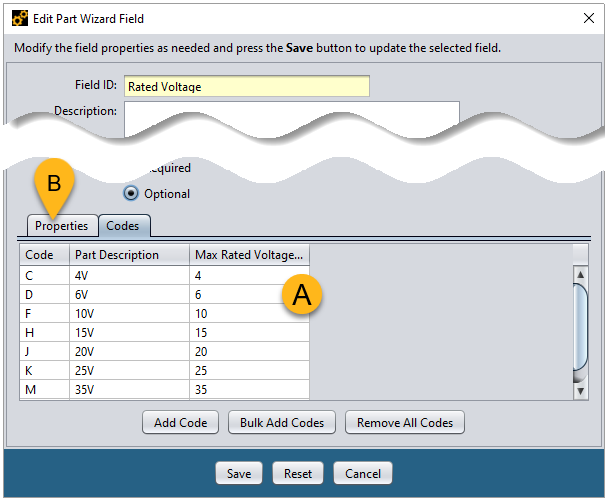 Edit Part Wizard Field
Modify the field properties as needed and press the Save button to update the selected field.
Field ID: Rated Voltage
Description:
Optional
B
Properties Codes
Code Part Description Max Rated Voltage...
C 4V 4
D 6V 6
A
F 10V 10
H 15V 15
J 20V 20
K 25V 25
M 35V 35
Add Code Bulk Add Codes Remove All Codes
Save Reset Cancel